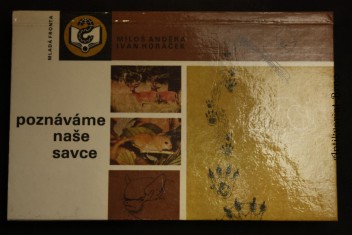 MLADÁ FRONTA
MILOŠ ANDĚRA
IVAN HORÁČEK
poznáváme
naše
savce